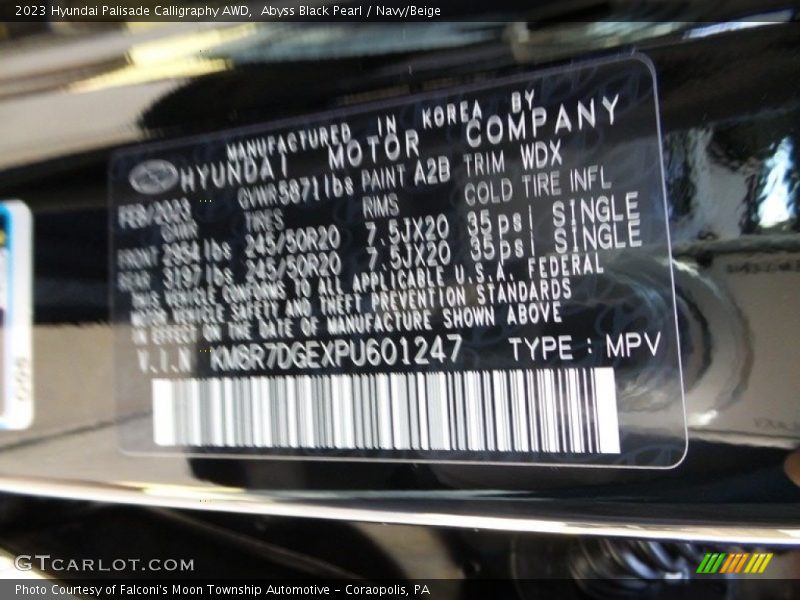 2023 Hyundai Palisade Calligraphy AWD, Abyss Black Pearl / Navy/Beige
MANUFACTURED IN KOREA BY
HYUNDAI MOTOR COMPANY
FEB/2023 GVWR 5871lbs PAINT A2B TRIM WDX
GAWR TIRES RIMS COLD TIRE INFL
FRONT 2954 lbs 245/50R20 7.5JX20 35psi SINGLE
REAR 3197 lbs 245/50R20 7.5JX20 35psi SINGLE
THIS VEHICLE CONFORMS TO ALL APPLICABLE U.S.A. FEDERAL
MOTOR VEHICLE SAFETY AND THEFT PREVENTION STANDARDS
IN EFFECT ON THE DATE OF MANUFACTURE SHOWN ABOVE
V.I.N KM8R7DGEXPU601247 TYPE : MPV
GTCARLOT.COM
Photo Courtesy of Falconi's Moon Township Automotive – Coraopolis, PA